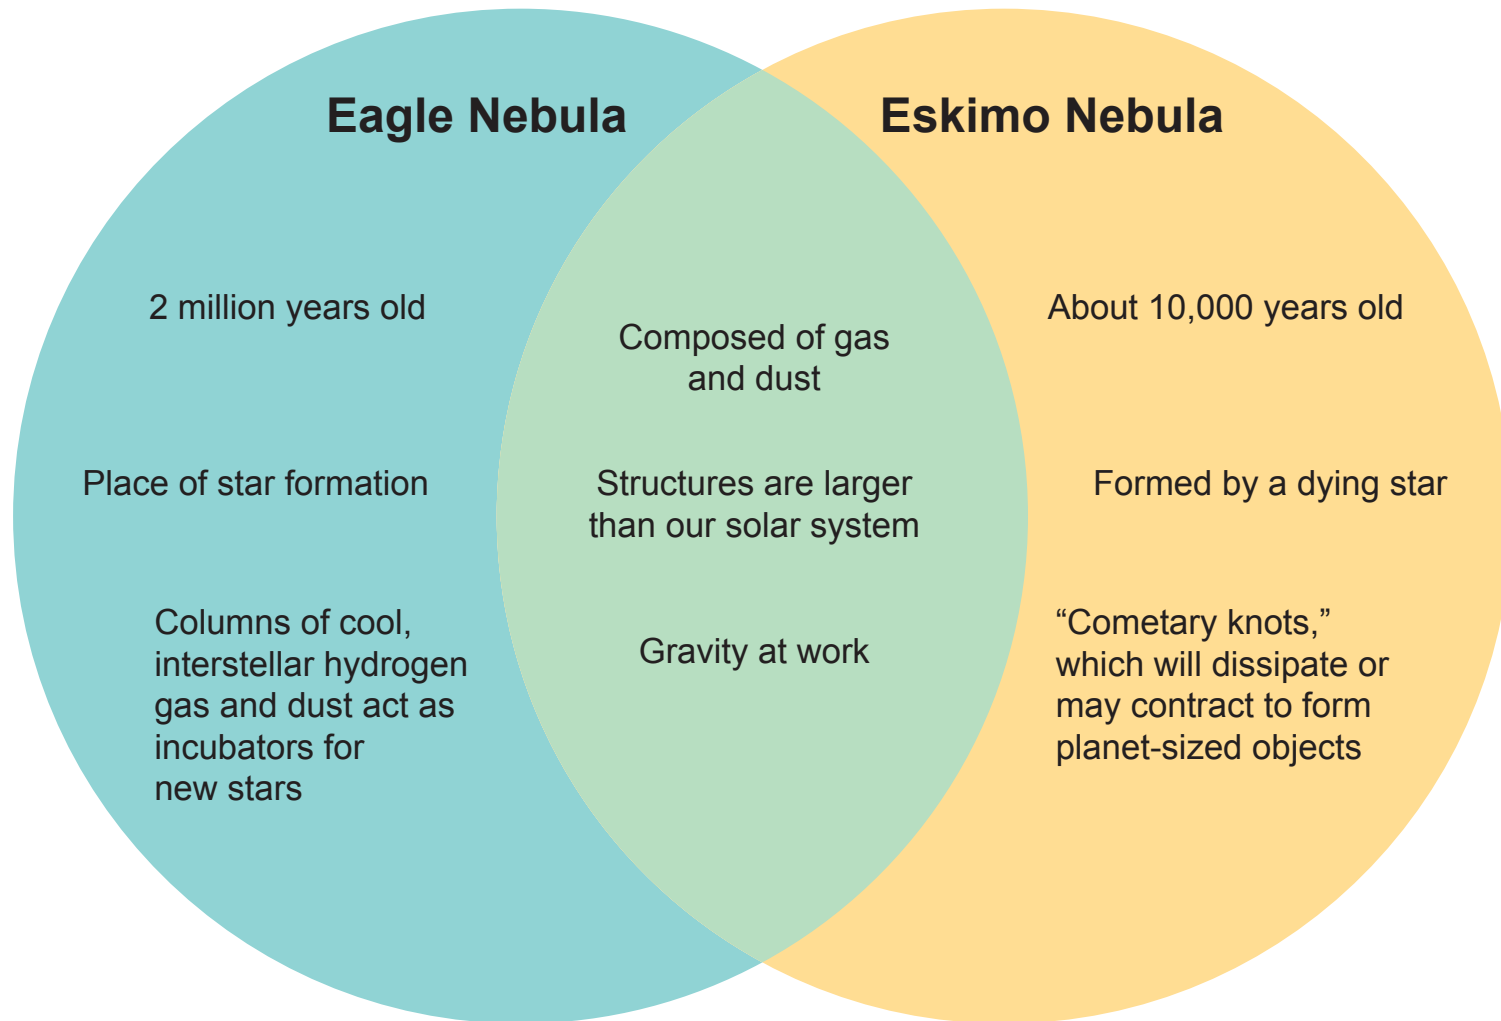 Eagle Nebula
2 million years old
Place of star formation
Columns of cool,
interstellar hydrogen
gas and dust act as
incubators for
new stars
Composed of gas
and dust
Structures are larger
than our solar system
Gravity at work
Eskimo Nebula
About 10,000 years old
Formed by a dying star
“Cometary knots,”
which will dissipate or
may contract to form
planet-sized objects